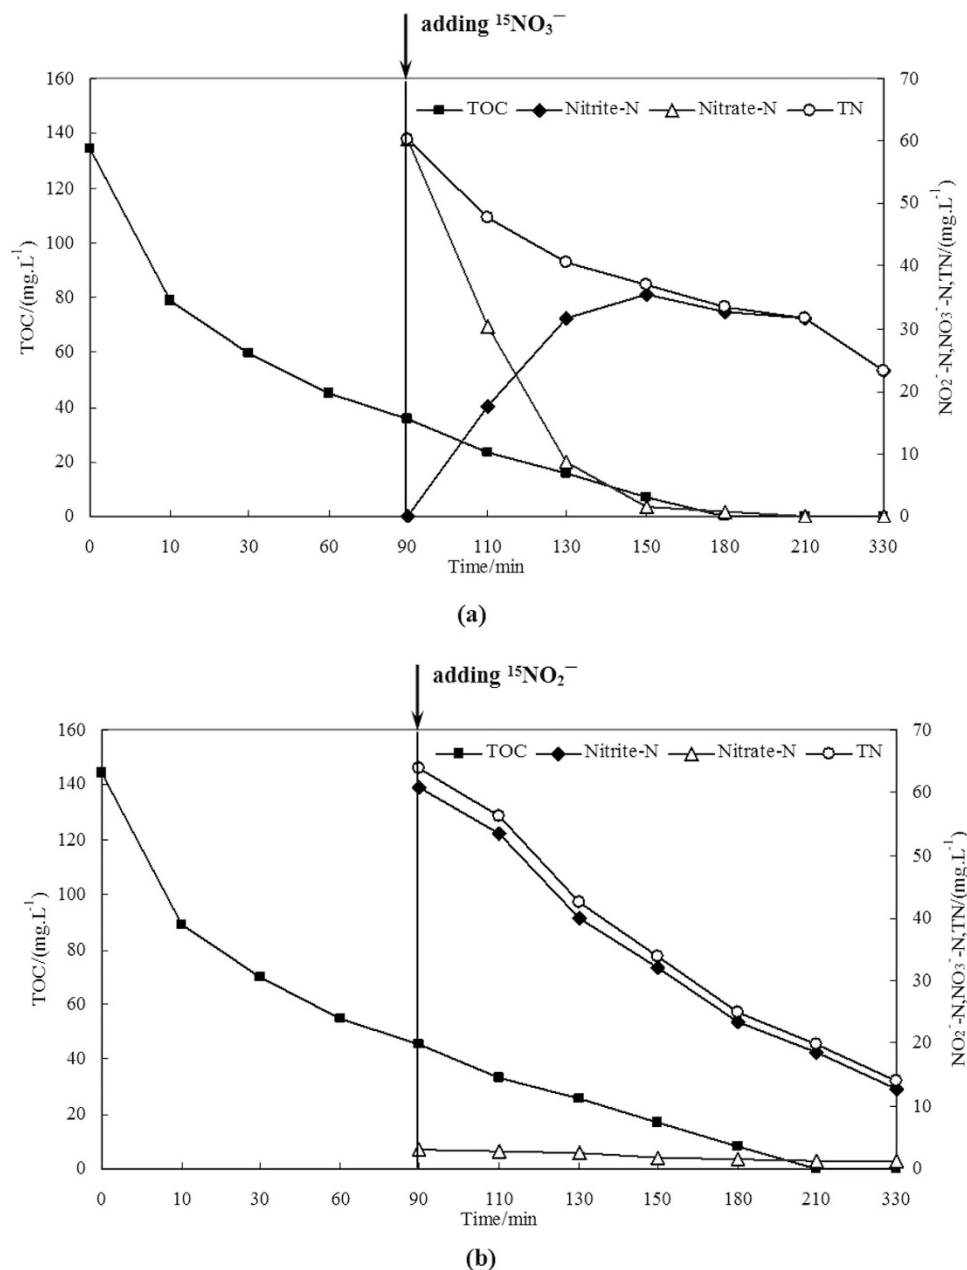 adding ¹⁵NO₃⁻
160 70
TOC Nitrite-N Nitrate-N TN
140
60
120
50
100
40
80
30
60
20
40
10
20
0 0
TOC/(mg.L⁻¹)
NO₂⁻-N,NO₃⁻-N,TN/(mg.L⁻¹)
0 10 30 60 90 110 130 150 180 210 330
Time/min
(a)
adding ¹⁵NO₂⁻
160 70
TOC Nitrite-N Nitrate-N TN
140
60
120
50
100
40
80
30
60
20
40
10
20
0 0
TOC/(mg.L⁻¹)
NO₂⁻-N,NO₃⁻-N,TN/(mg.L⁻¹)
0 10 30 60 90 110 130 150 180 210 330
Time/min
(b)